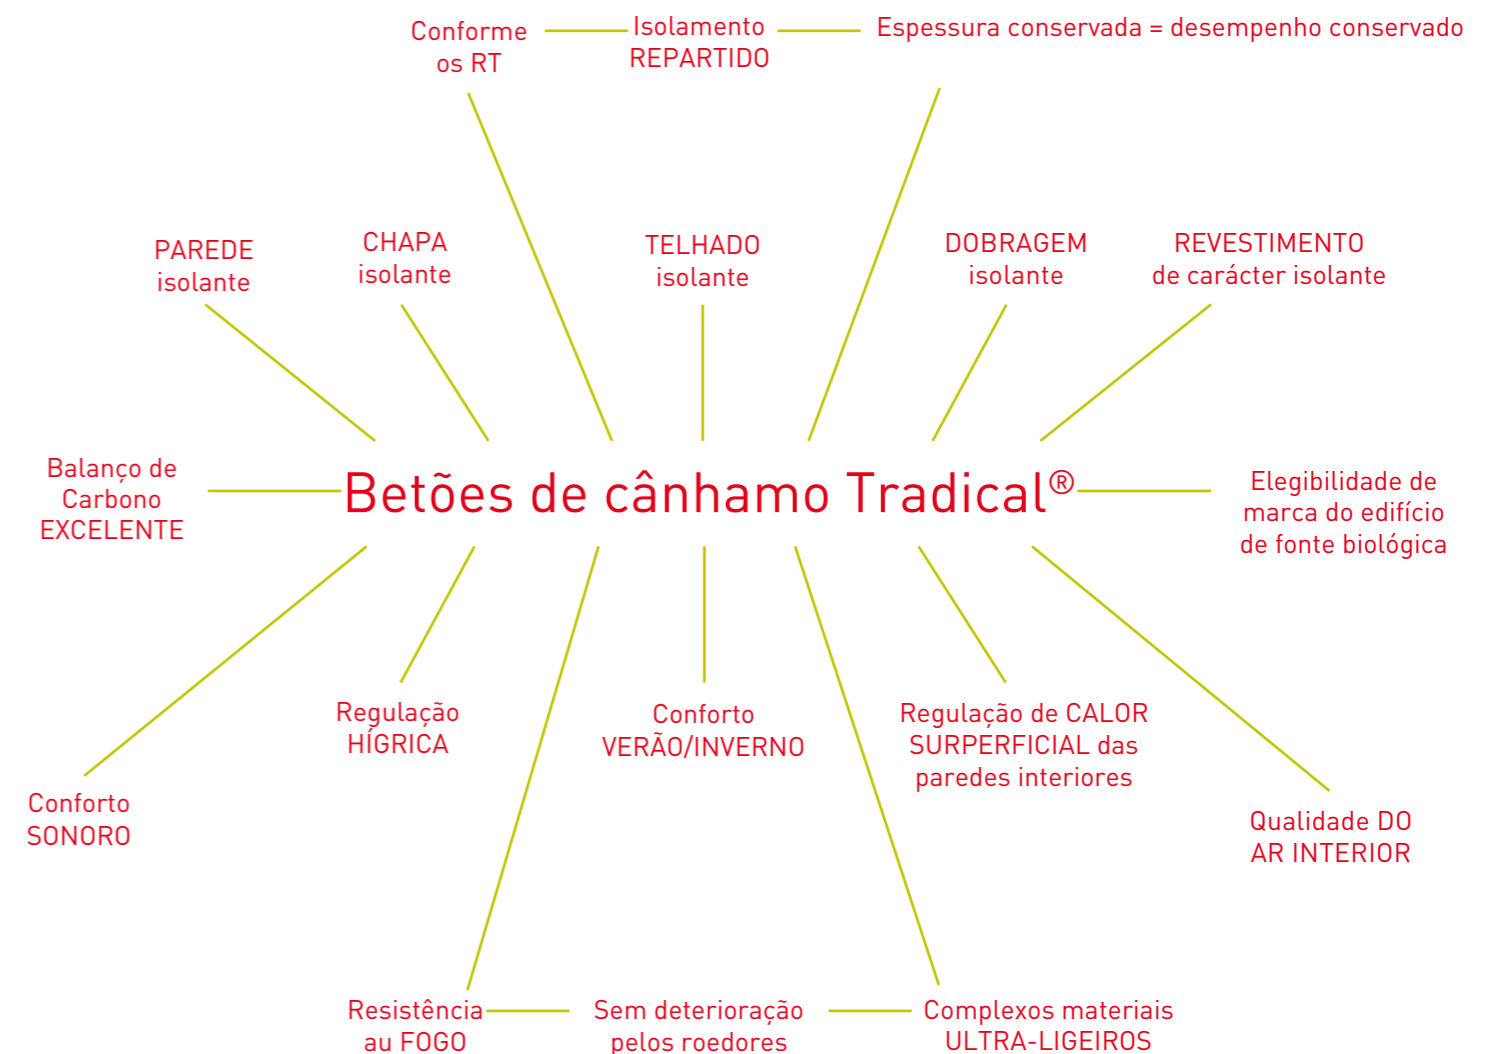 Conforme
os RT
Isolamento
REPARTIDO
Espessura conservada = desempenho conservado
PAREDE
isolante
CHAPA
isolante
TELHADO
isolante
DOBRAGEM
isolante
REVESTIMENTO
de carácter isolante
Balanço de
Carbono
EXCELENTE
Betões de cânhamo Tradical®
Elegibilidade de
marca do edifício
de fonte biológica
Regulação
HÍGRICA
Conforto
VERÃO/INVERNO
Regulação de CALOR
SURPERFICIAL das
paredes interiores
Conforto
SONORO
Qualidade DO
AR INTERIOR
Resistência
au FOGO
Sem deterioração
pelos roedores
Complexos materiais
ULTRA-LIGEIROS